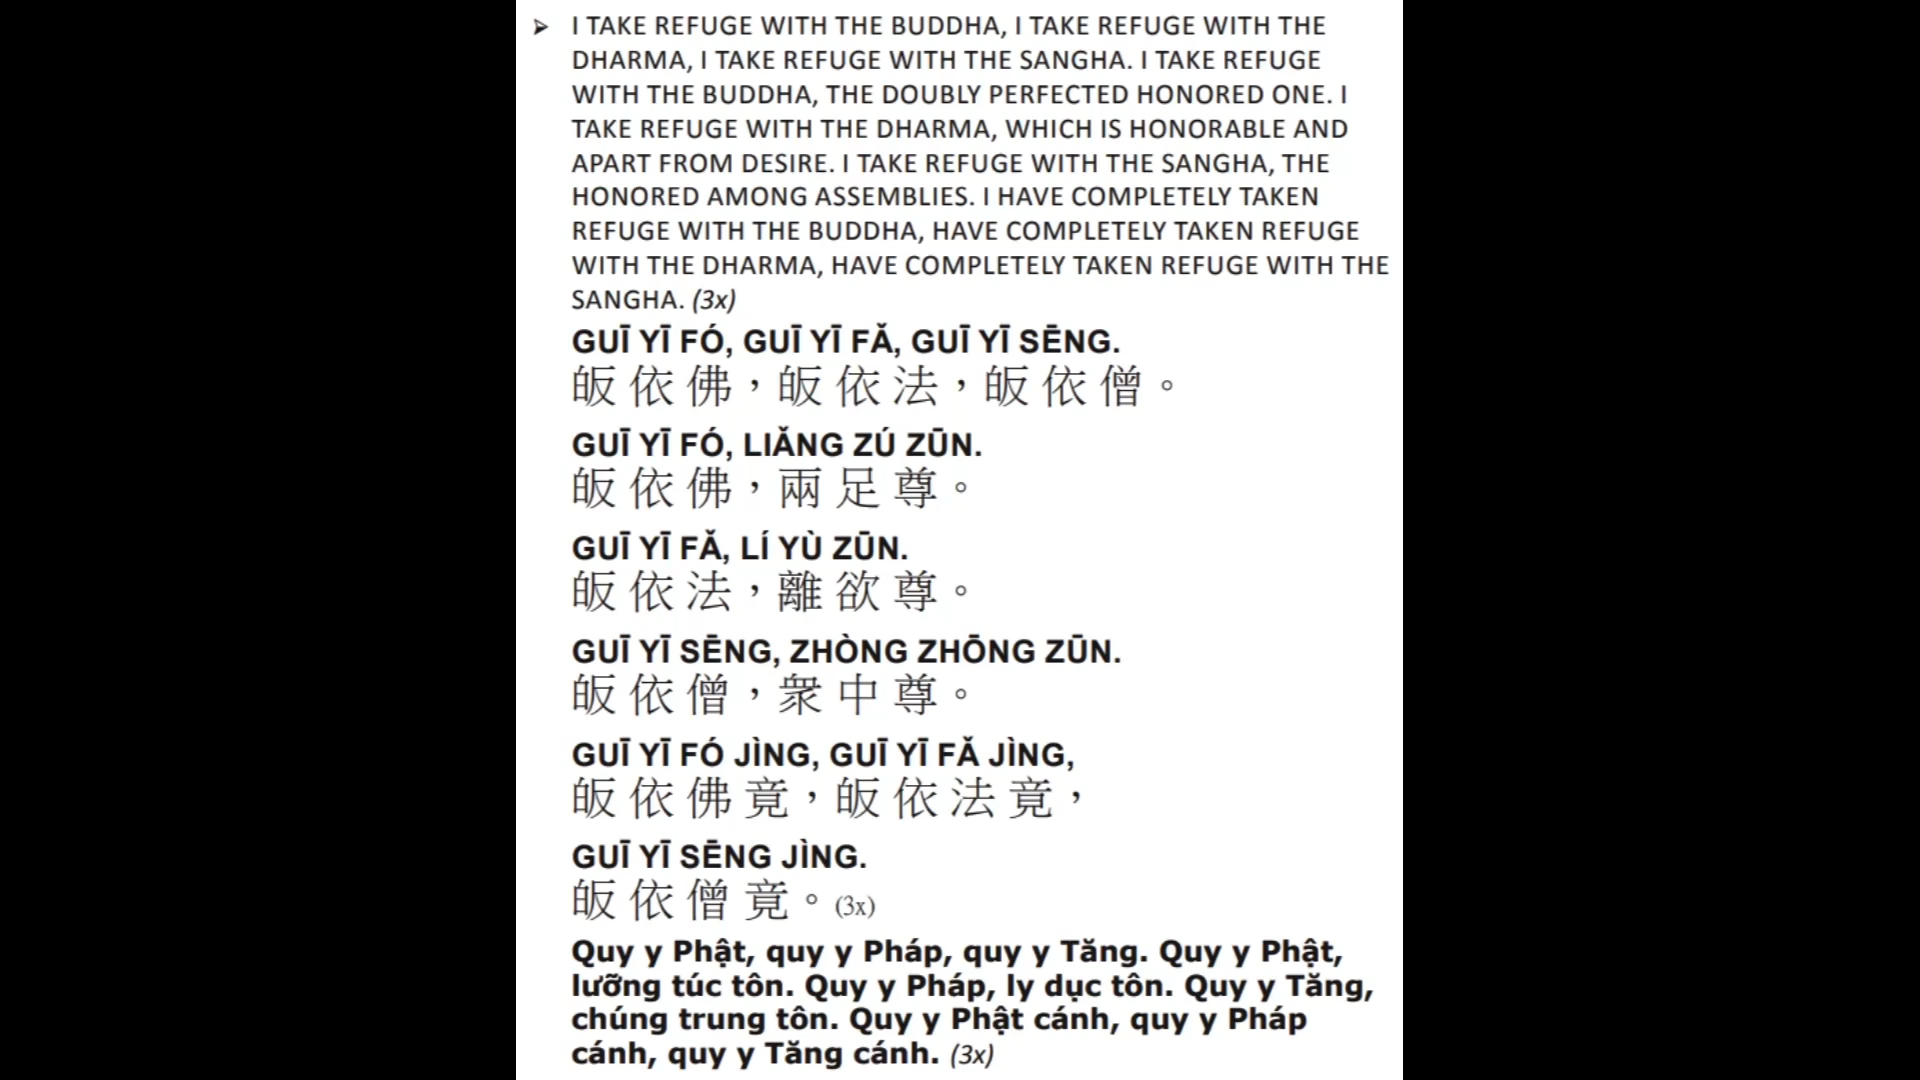 ➢ I TAKE REFUGE WITH THE BUDDHA, I TAKE REFUGE WITH THE
DHARMA, I TAKE REFUGE WITH THE SANGHA. I TAKE REFUGE
WITH THE BUDDHA, THE DOUBLY PERFECTED HONORED ONE. I
TAKE REFUGE WITH THE DHARMA, WHICH IS HONORABLE AND
APART FROM DESIRE. I TAKE REFUGE WITH THE SANGHA, THE
HONORED AMONG ASSEMBLIES. I HAVE COMPLETELY TAKEN
REFUGE WITH THE BUDDHA, HAVE COMPLETELY TAKEN REFUGE
WITH THE DHARMA, HAVE COMPLETELY TAKEN REFUGE WITH THE
SANGHA. (3x)
GUĪ YĪ FÓ, GUĪ YĪ FǍ, GUĪ YĪ SĒNG.
皈依佛，皈依法，皈依僧。
GUĪ YĪ FÓ, LIǍNG ZÚ ZŪN.
皈依佛，兩足尊。
GUĪ YĪ FǍ, LÍ YÙ ZŪN.
皈依法，離欲尊。
GUĪ YĪ SĒNG, ZHÒNG ZHŌNG ZŪN.
皈依僧，眾中尊。
GUĪ YĪ FÓ JÌNG, GUĪ YĪ FǍ JÌNG,
皈依佛竟，皈依法竟，
GUĪ YĪ SĒNG JÌNG.
皈依僧竟。(3x)
Quy y Phật, quy y Pháp, quy y Tăng. Quy y Phật,
lưỡng túc tôn. Quy y Pháp, ly dục tôn. Quy y Tăng,
chúng trung tôn. Quy y Phật cánh, quy y Pháp
cánh, quy y Tăng cánh. (3x)